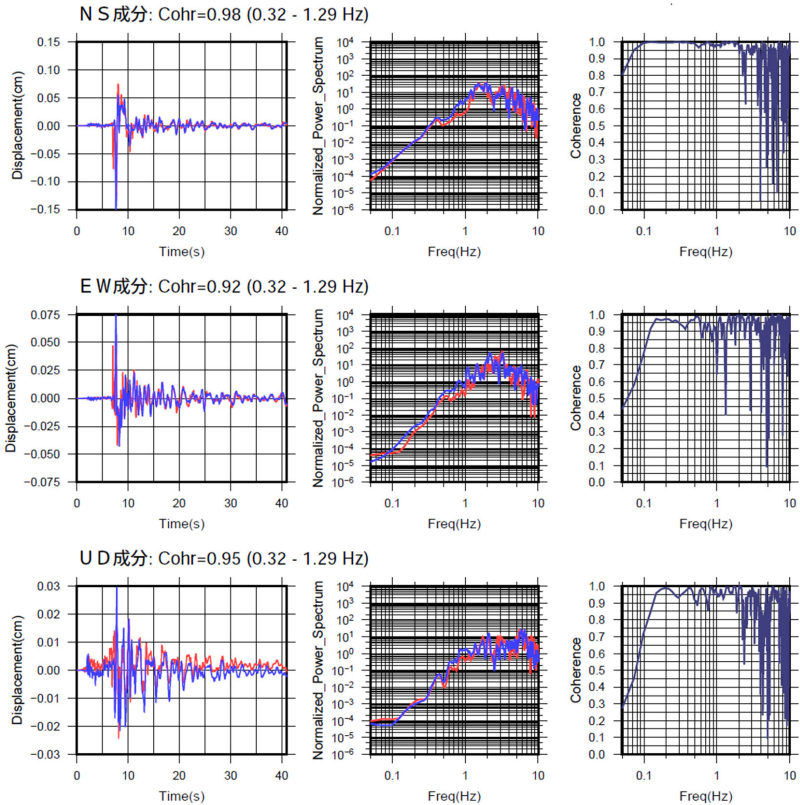 ＮＳ成分: Cohr=0.98 (0.32 - 1.29 Hz)
Displacement(cm)
0.15
0.10
0.05
0.00
−0.05
−0.10
−0.15
0 10 20 30 40
Time(s)
Normalized_Power_Spectrum
10⁴
10³
10²
10¹
10⁰
10⁻¹
10⁻²
10⁻³
10⁻⁴
10⁻⁵
10⁻⁶
0.1 1 10
Freq(Hz)
Coherence
1.0
0.9
0.8
0.7
0.6
0.5
0.4
0.3
0.2
0.1
0.0
0.1 1 10
Freq(Hz)
ＥＷ成分: Cohr=0.92 (0.32 - 1.29 Hz)
Displacement(cm)
0.075
0.050
0.025
0.000
−0.025
−0.050
−0.075
0 10 20 30 40
Time(s)
Normalized_Power_Spectrum
10⁴
10³
10²
10¹
10⁰
10⁻¹
10⁻²
10⁻³
10⁻⁴
10⁻⁵
10⁻⁶
0.1 1 10
Freq(Hz)
Coherence
1.0
0.9
0.8
0.7
0.6
0.5
0.4
0.3
0.2
0.1
0.0
0.1 1 10
Freq(Hz)
ＵＤ成分: Cohr=0.95 (0.32 - 1.29 Hz)
Displacement(cm)
0.03
0.02
0.01
0.00
−0.01
−0.02
−0.03
0 10 20 30 40
Time(s)
Normalized_Power_Spectrum
10⁴
10³
10²
10¹
10⁰
10⁻¹
10⁻²
10⁻³
10⁻⁴
10⁻⁵
10⁻⁶
0.1 1 10
Freq(Hz)
Coherence
1.0
0.9
0.8
0.7
0.6
0.5
0.4
0.3
0.2
0.1
0.0
0.1 1 10
Freq(Hz)